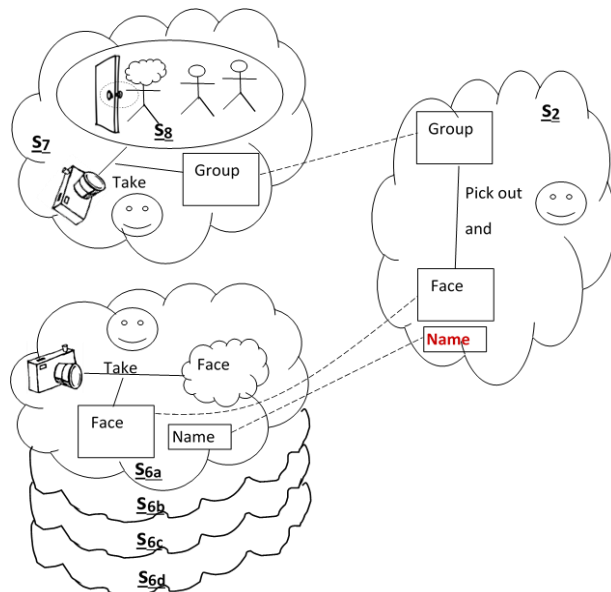 S8
S7
Take
Group
Group
S2
Pick out
and
Face
Name
Take
Face
Face
Name
S6a
S6b
S6c
S6d